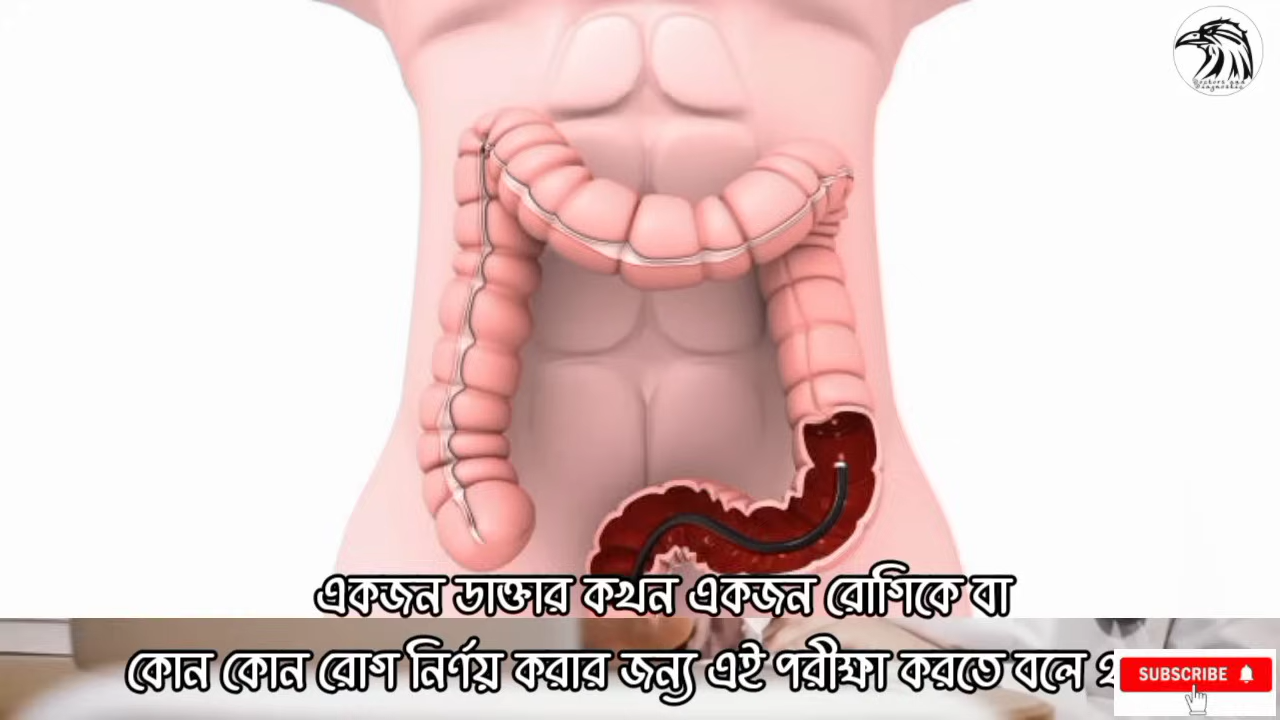 একজন ডাক্তার কখন একজন রোগিকে বা
কোন কোন রোগ নির্ণয় করার জন্য এই পরীক্ষা করতে বলে
SUBSCRIBE